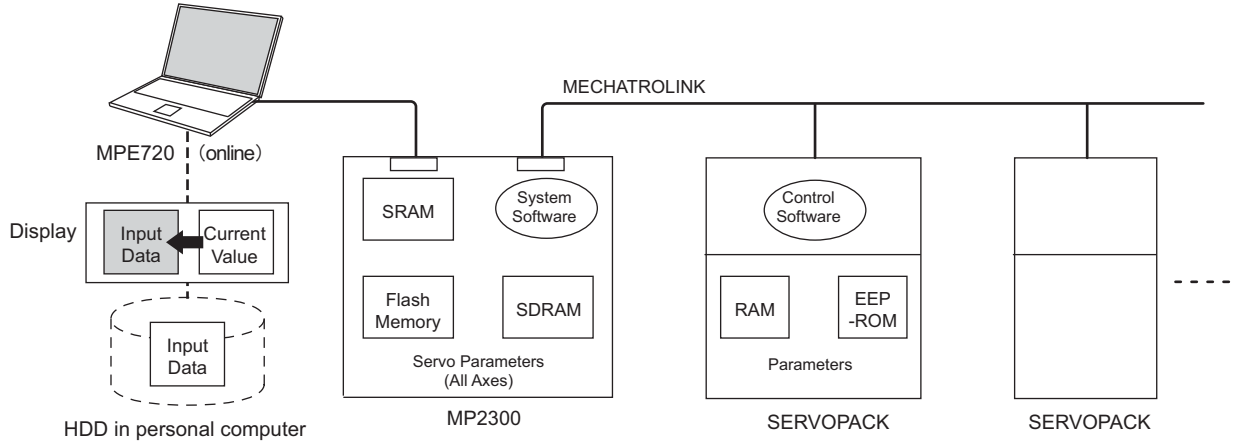 MECHATROLINK
MPE720 (online)
Display
Input
Data
Current
Value
Input
Data
HDD in personal computer
SRAM
System
Software
Flash
Memory
SDRAM
Servo Parameters
(All Axes)
MP2300
Control
Software
RAM
EEP
-ROM
Parameters
SERVOPACK
SERVOPACK